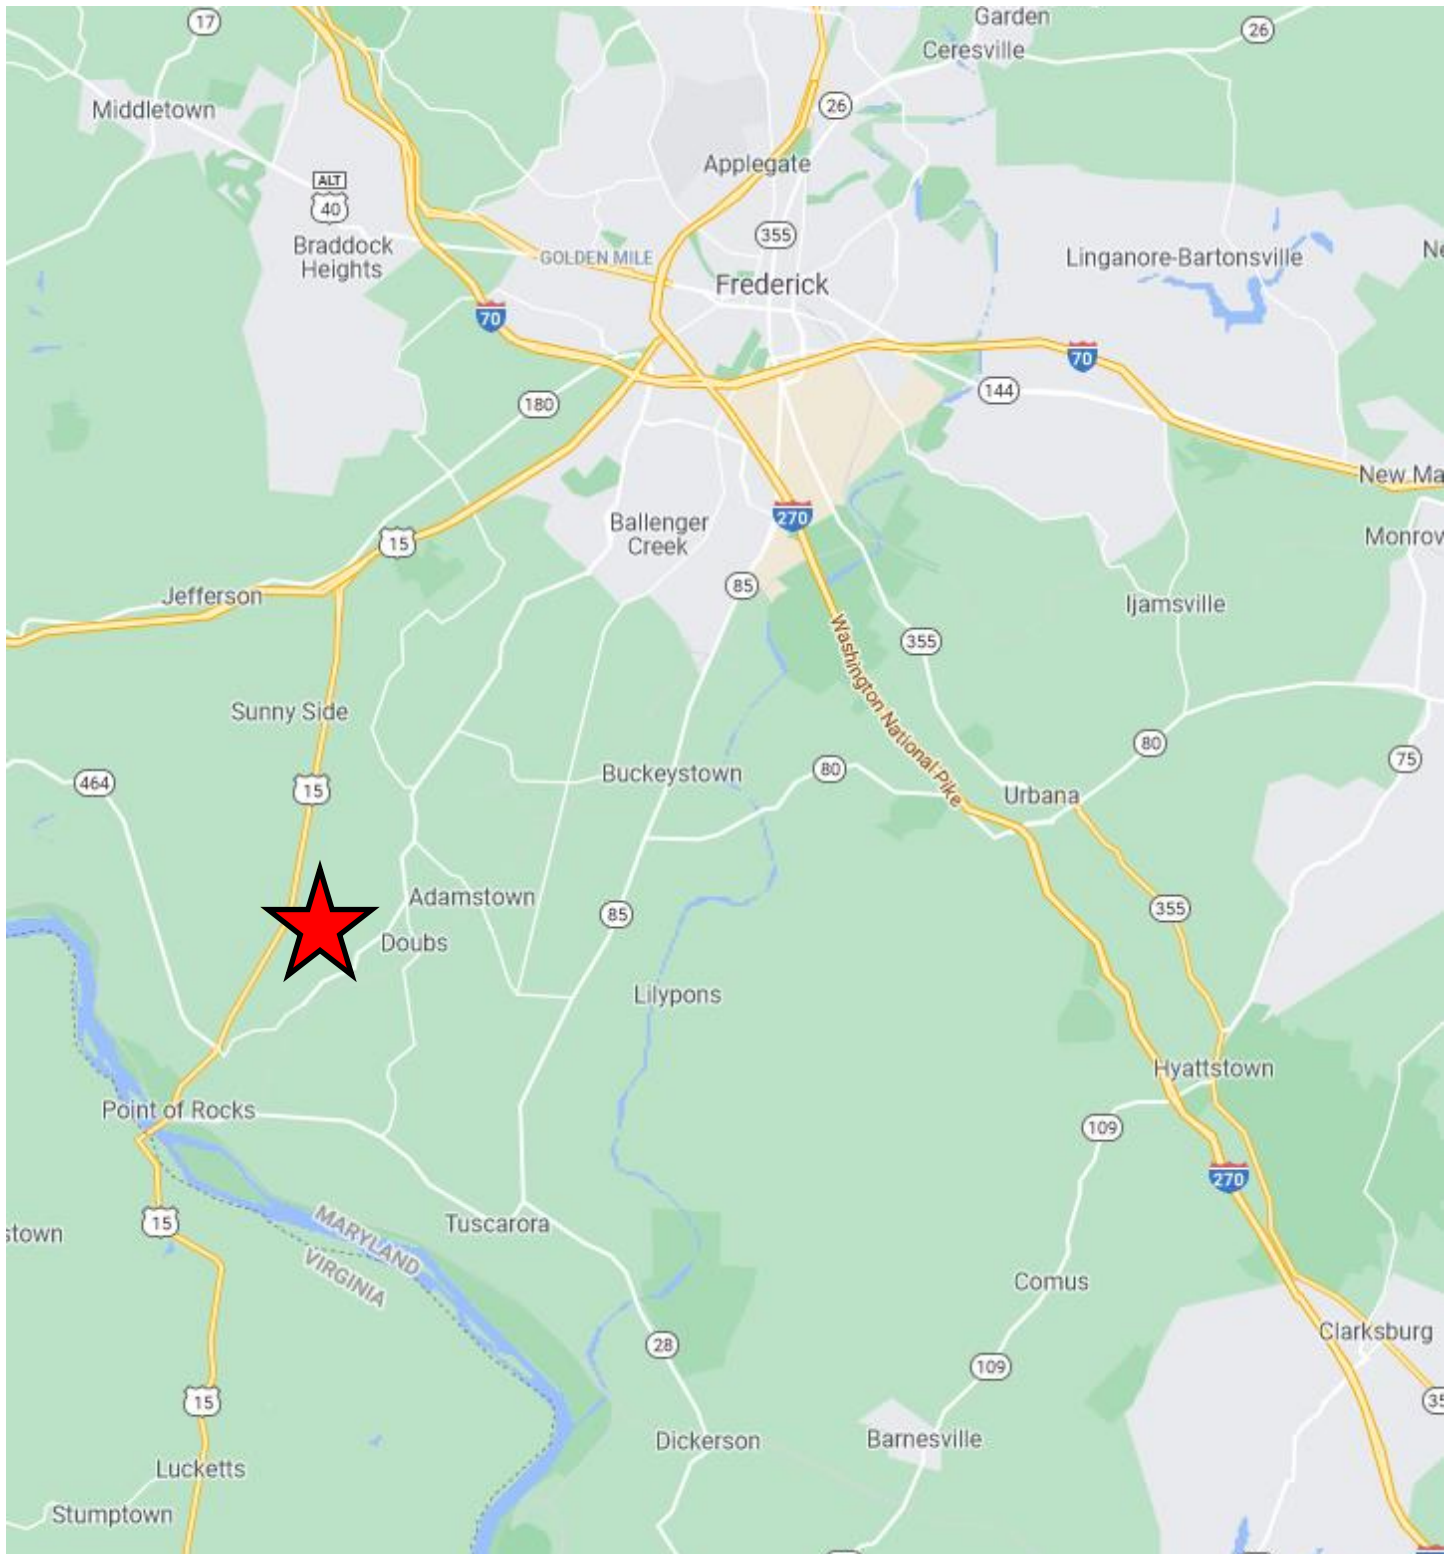 17
Garden
26
Ceresville
Middletown
26
Applegate
ALT
40
355
Braddock
Heights
GOLDEN MILE
Linganore-Bartonsville
Ne
Frederick
70
70
180
144
New Ma
270
Ballenger
Creek
15
Monrov
85
Jefferson
Ijamsville
355
Washington National Pike
Sunny Side
80
75
Buckeystown
80
464
15
Urbana
Adamstown
85
355
Doubs
Lilypons
Hyattstown
Point of Rocks
109
270
15
Tuscarora
MARYLAND
stown
VIRGINIA
Comus
Clarksburg
28
109
15
35
Dickerson
Barnesville
Lucketts
Stumptown